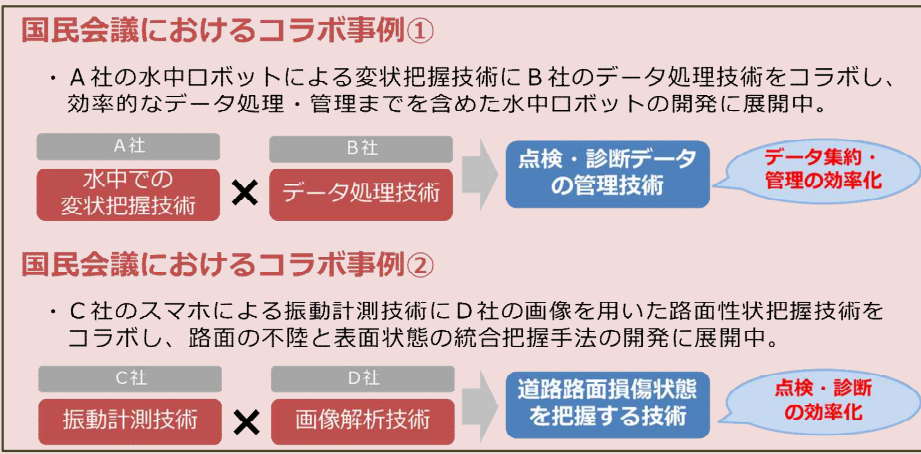 国民会議におけるコラボ事例①
・A社の水中ロボットによる変状把握技術にB社のデータ処理技術をコラボし、
効率的なデータ処理・管理までを含めた水中ロボットの開発に展開中。
A社
水中での
変状把握技術
×
B社
データ処理技術
点検・診断データ
の管理技術
データ集約・
管理の効率化
国民会議におけるコラボ事例②
・C社のスマホによる振動計測技術にD社の画像を用いた路面性状把握技術を
コラボし、路面の不陸と表面状態の統合把握手法の開発に展開中。
C社
振動計測技術
×
D社
画像解析技術
道路路面損傷状態
を把握する技術
点検・診断
の効率化